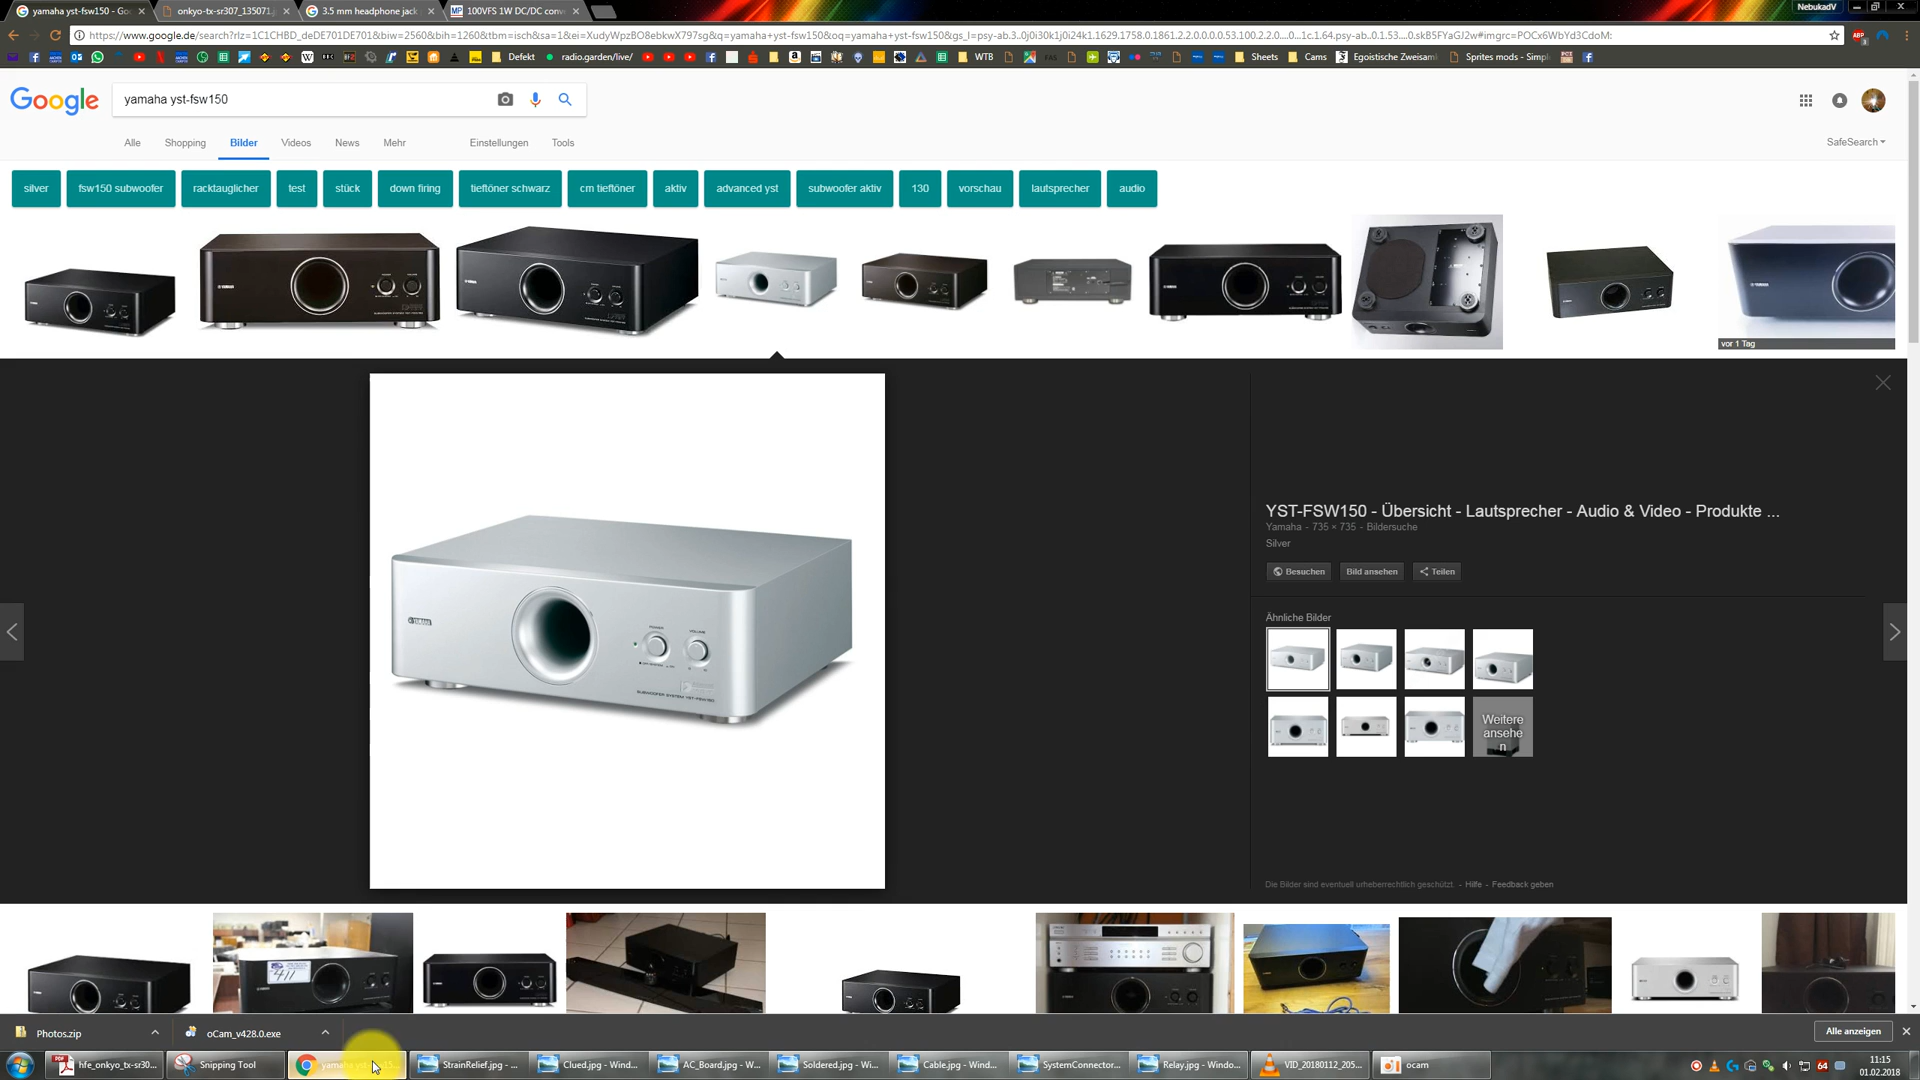 yamaha yst-fsw150 - Go
onkyo-tx-sr307_135071.j
3.5 mm headphone jack
100VFS 1W DC/DC conv
NebukadV
https://www.google.de/search?rlz=1C1CHBD_deDE701DE701&biw=2560&bih=1260&tbm=isch&sa=1&ei=XudyWpzBO8ebkwX797sg&q=yamaha+yst-fsw150&oq=yamaha+yst-fsw150&gs_l=psy-ab.3..0j0i30k1j0i24k1.1629.1758.0.1861.2.2.0.0.0.0.53.100.2.2.0....0...1c.1.64.psy-ab..0.1.53....0.skB5FYaGJ2w#imgrc=POCx6WbYd3CdoM:
Defekt
radio.garden/live/
WTB
Sheets
Cams
Egoistische Zweisam
Sprites mods - Simpl
Google
yamaha yst-fsw150
Alle
Shopping
Bilder
Videos
News
Mehr
Einstellungen
Tools
SafeSearch
silver
fsw150 subwoofer
racktauglicher
test
stück
down firing
tieftöner schwarz
cm tieftöner
aktiv
advanced yst
subwoofer aktiv
130
vorschau
lautsprecher
audio
vor 1 Tag
YAMAHA
POWER
VOLUME
SUBWOOFER SYSTEM YST-FSW150
YST-FSW150 - Übersicht - Lautsprecher - Audio & Video - Produkte ...
Yamaha - 735 × 735 - Bildersuche
Silver
Besuchen
Bild ansehen
Teilen
Ähnliche Bilder
Weitere
ansehe
n
Die Bilder sind eventuell urheberrechtlich geschützt. - Hilfe - Feedback geben
411
Photos.zip
oCam_v428.0.exe
Alle anzeigen
hfe_onkyo_tx-sr30...
Snipping Tool
StrainRelief.jpg - ...
Clued.jpg - Wind...
AC_Board.jpg - W...
Soldered.jpg - Wi...
Cable.jpg - Wind...
SystemConnector...
Relay.jpg - Windo...
VID_20180112_205...
ocam
64
11:15
01.02.2018